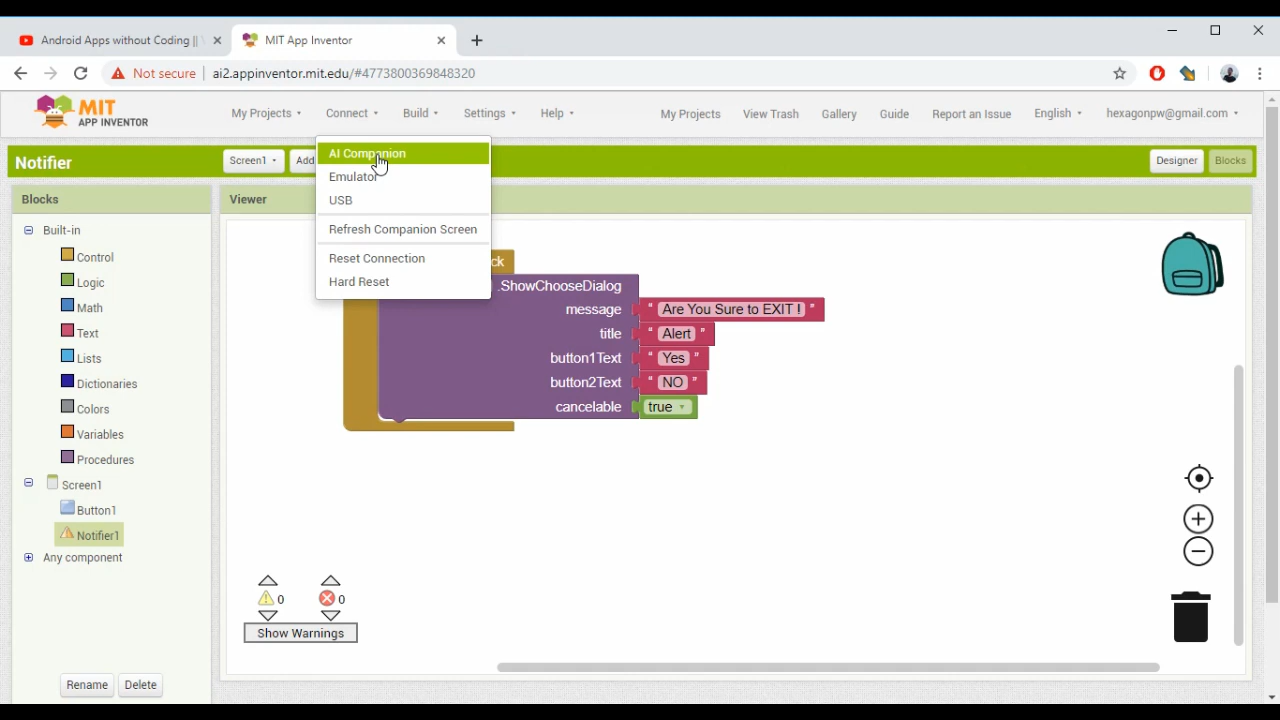 Android Apps without Coding ||
MIT App Inventor
Not secure
ai2.appinventor.mit.edu/#4773800369848320
MIT
APP INVENTOR
My Projects
Connect
Build
Settings
Help
My Projects
View Trash
Gallery
Guide
Report an Issue
English
hexagonpw@gmail.com
Notifier
Screen1
Add
Designer
Blocks
AI Companion
Emulator
USB
Refresh Companion Screen
Reset Connection
Hard Reset
Blocks
Viewer
Built-in
Control
Logic
Math
Text
Lists
Dictionaries
Colors
Variables
Procedures
Screen1
Button1
Notifier1
Any component
Rename
Delete
ck
.ShowChooseDialog
message
“ Are You Sure to EXIT ! ”
title
“ Alert ”
button1Text
“ Yes ”
button2Text
“ NO ”
cancelable
true
0
0
Show Warnings